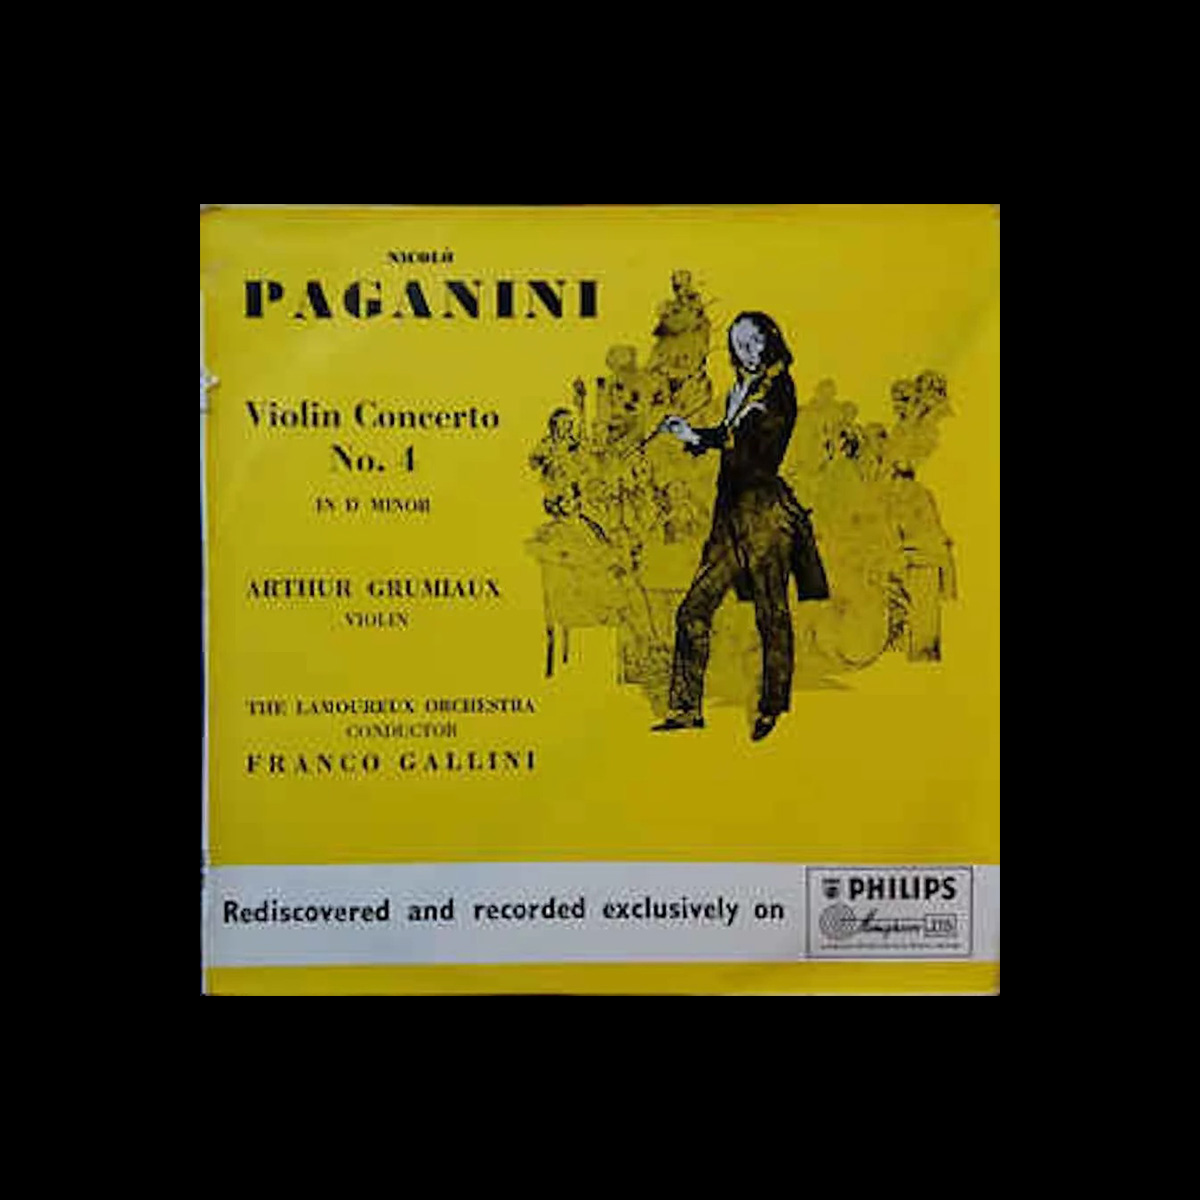 NICOLÒ
PAGANINI
Violin Concerto
No. 4
IN D MINOR
ARTHUR GRUMIAUX
VIOLIN
THE LAMOUREUX ORCHESTRA
CONDUCTOR
FRANCO GALLINI
Rediscovered and recorded exclusively on
PHILIPS